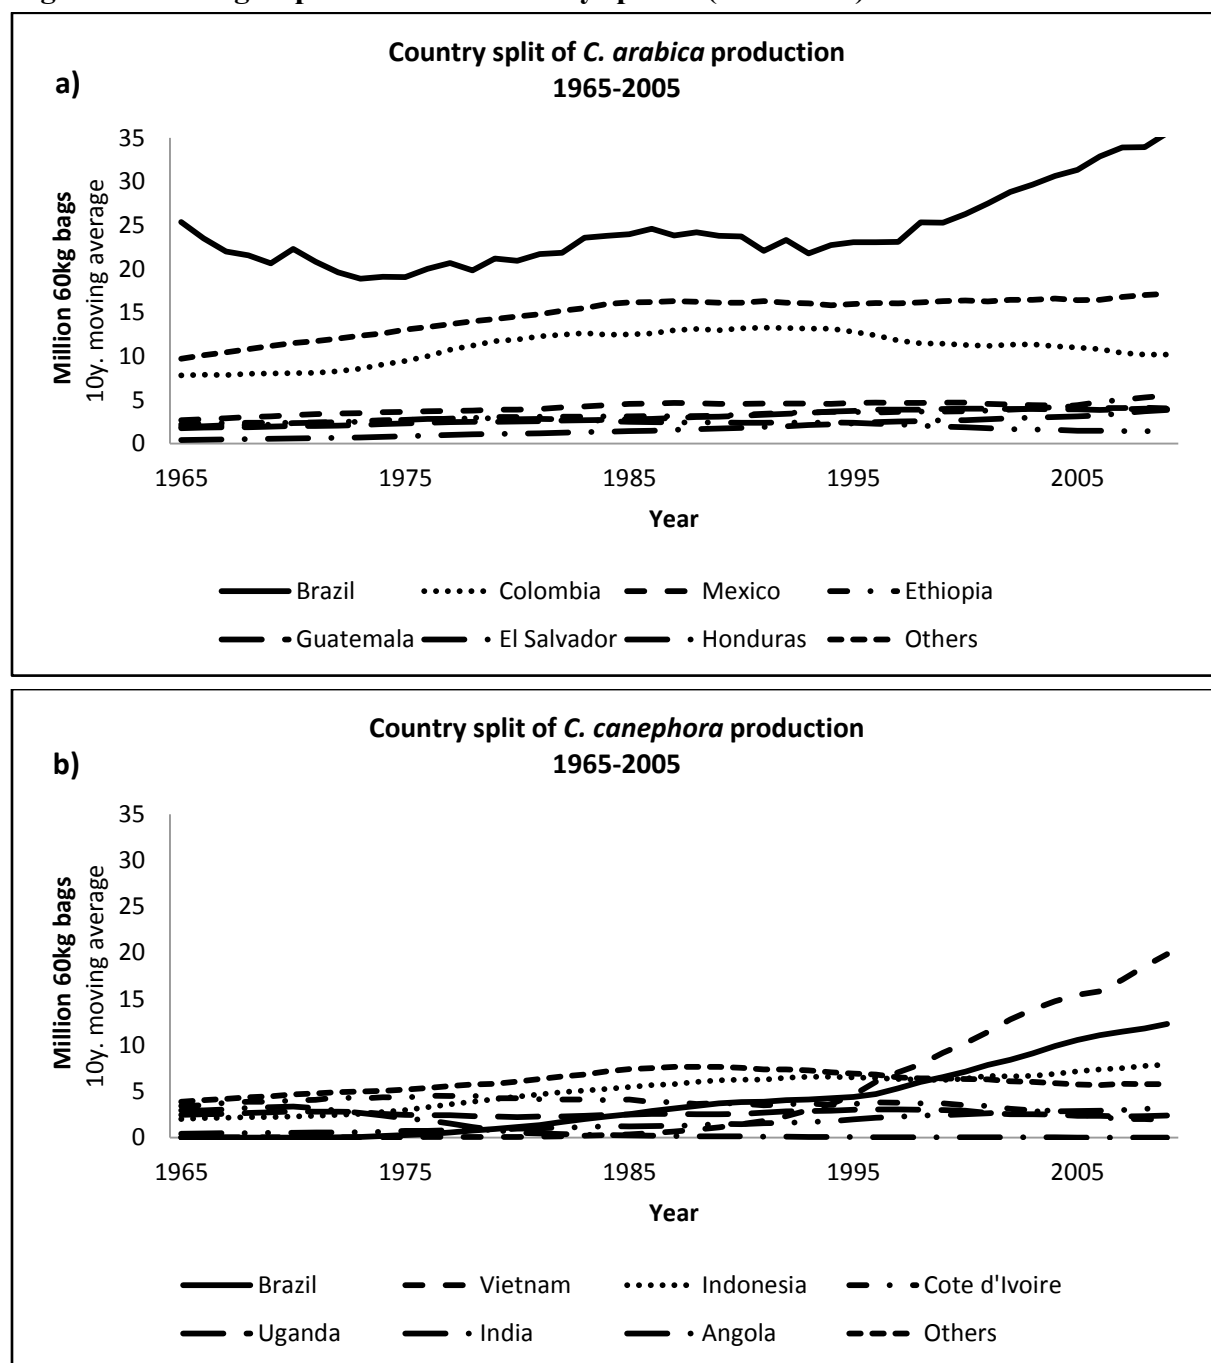 Country split of C. arabica production
1965-2005
a)
Million 60kg bags
10y. moving average
35
30
25
20
15
10
5
0
1965 1975 1985 1995 2005
Year
Brazil Colombia Mexico Ethiopia
Guatemala El Salvador Honduras Others
Country split of C. canephora production
1965-2005
b)
Million 60kg bags
10y. moving average
35
30
25
20
15
10
5
0
1965 1975 1985 1995 2005
Year
Brazil Vietnam Indonesia Cote d'Ivoire
Uganda India Angola Others